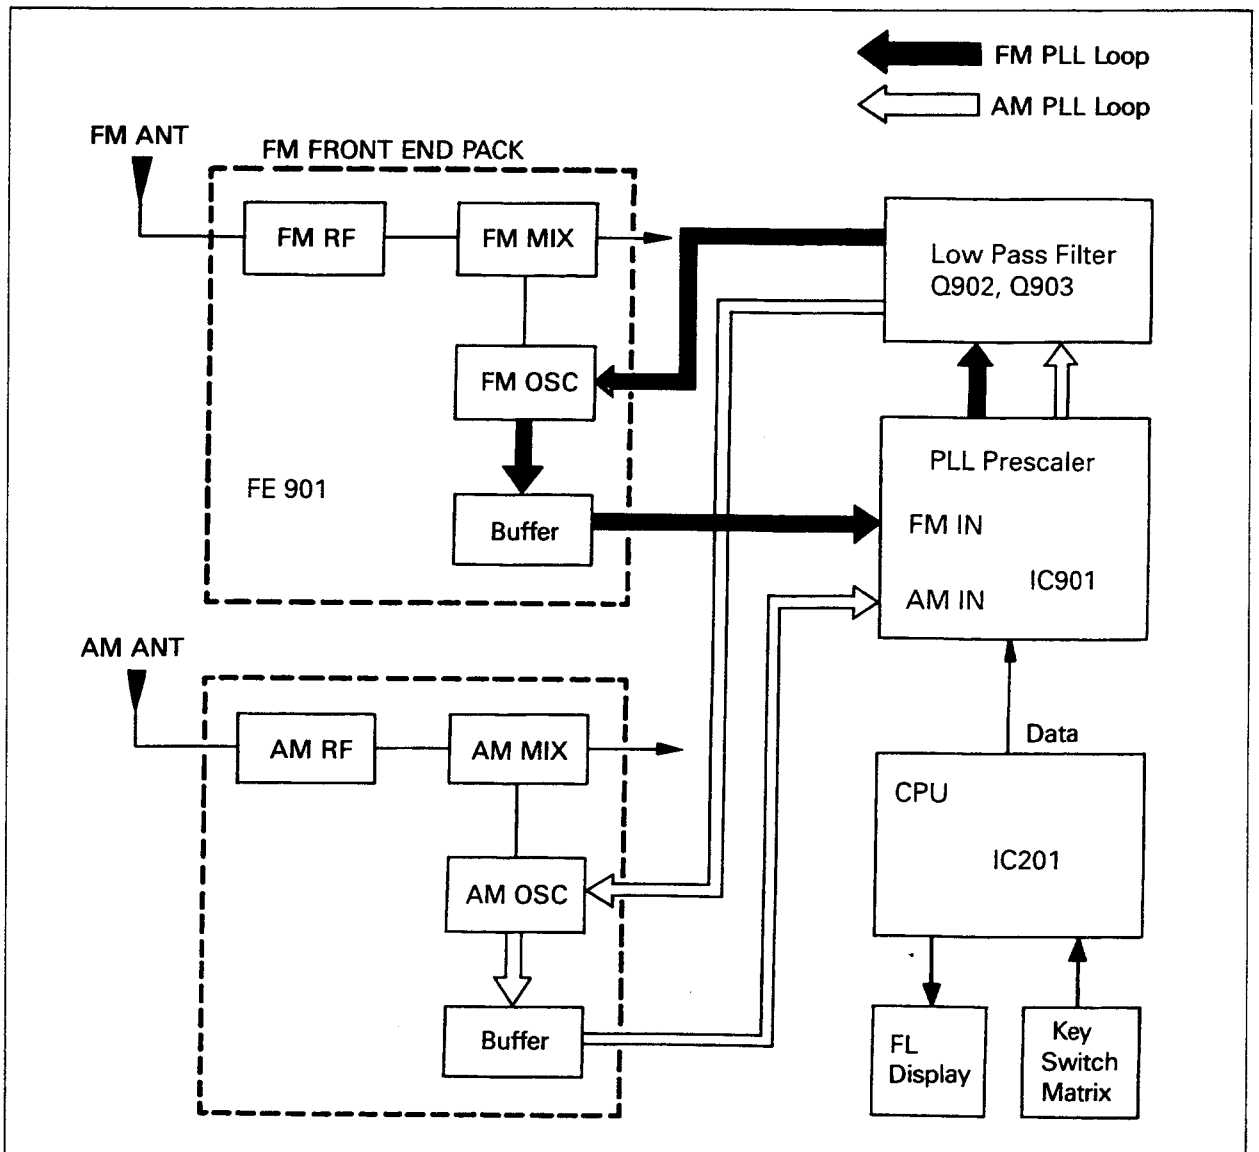 FM PLL Loop
AM PLL Loop
FM ANT
FM FRONT END PACK
FM RF
FM MIX
Low Pass Filter
Q902, Q903
FM OSC
PLL Prescaler
FE 901
Buffer
FM IN
IC901
AM IN
AM ANT
AM RF
AM MIX
Data
CPU
IC201
AM OSC
Buffer
FL
Display
Key
Switch
Matrix